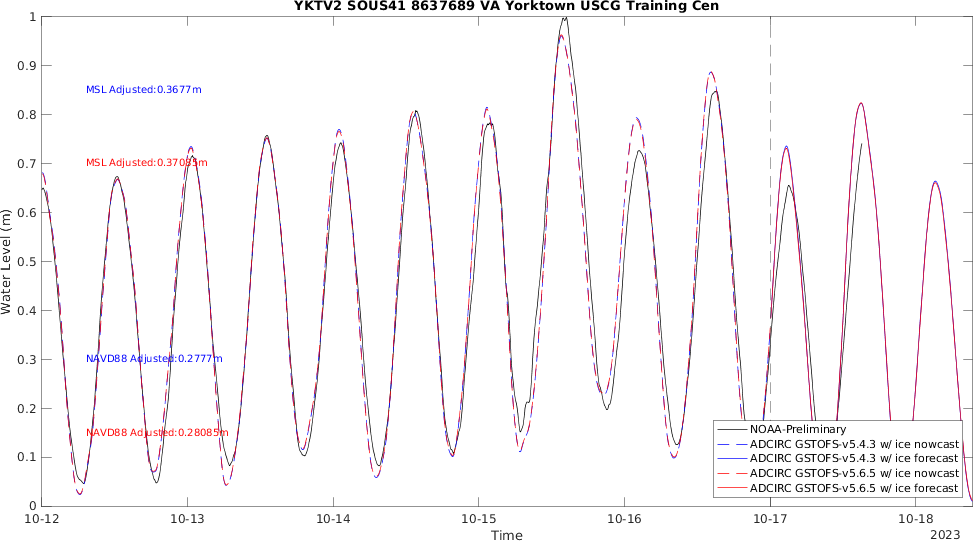 YKTV2 SOUS41 8637689 VA Yorktown USCG Training Cen
1
0.9
0.8
0.7
0.6
0.5
0.4
0.3
0.2
0.1
0
Water Level (m)
MSL Adjusted:0.3677m
MSL Adjusted:0.37085m
NAVD88 Adjusted:0.2777m
NAVD88 Adjusted:0.28085m
NOAA-Preliminary
ADCIRC GSTOFS-v5.4.3 w/ ice nowcast
ADCIRC GSTOFS-v5.4.3 w/ ice forecast
ADCIRC GSTOFS-v5.6.5 w/ ice nowcast
ADCIRC GSTOFS-v5.6.5 w/ ice forecast
10-12 10-13 10-14 10-15 10-16 10-17 10-18
Time
2023